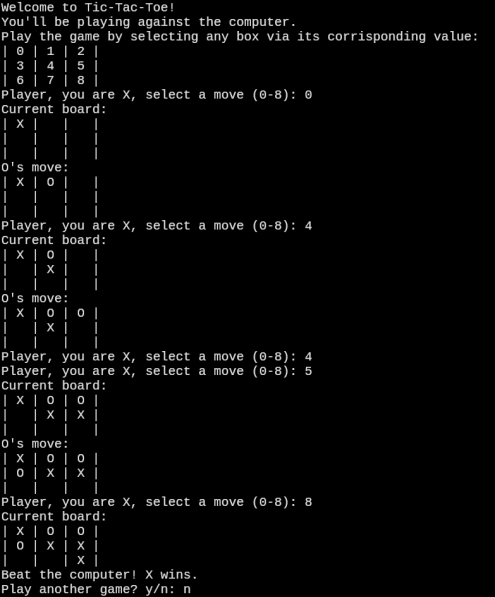 Welcome to Tic-Tac-Toe!
You'll be playing against the computer.
Play the game by selecting any box via its corrisponding value:
| 0 | 1 | 2 |
| 3 | 4 | 5 |
| 6 | 7 | 8 |
Player, you are X, select a move (0-8): 0
Current board:
| X |   |   |
|   |   |   |
|   |   |   |
O's move:
| X | O |   |
|   |   |   |
|   |   |   |
Player, you are X, select a move (0-8): 4
Current board:
| X | O |   |
|   | X |   |
|   |   |   |
O's move:
| X | O | O |
|   | X |   |
|   |   |   |
Player, you are X, select a move (0-8): 4
Player, you are X, select a move (0-8): 5
Current board:
| X | O | O |
|   | X | X |
|   |   |   |
O's move:
| X | O | O |
| O | X | X |
|   |   |   |
Player, you are X, select a move (0-8): 8
Current board:
| X | O | O |
| O | X | X |
|   |   | X |
Beat the computer! X wins.
Play another game? y/n: n